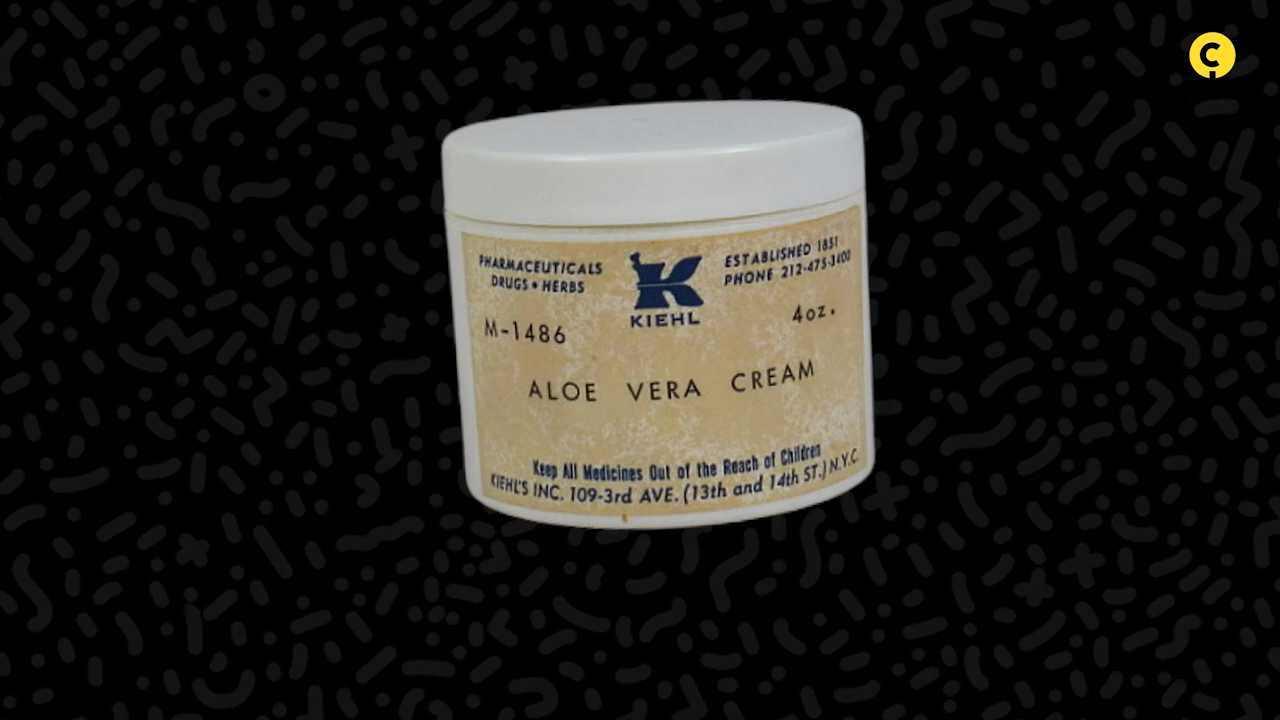 PHARMACEUTICALS
DRUGS • HERBS
KIEHL
ESTABLISHED 1851
PHONE 212-475-3400
M-1486
4oz.
ALOE VERA CREAM
Keep All Medicines Out of the Reach of Children
KIEHL'S INC. 109-3rd AVE. (13th and 14th ST.) N.Y.C.